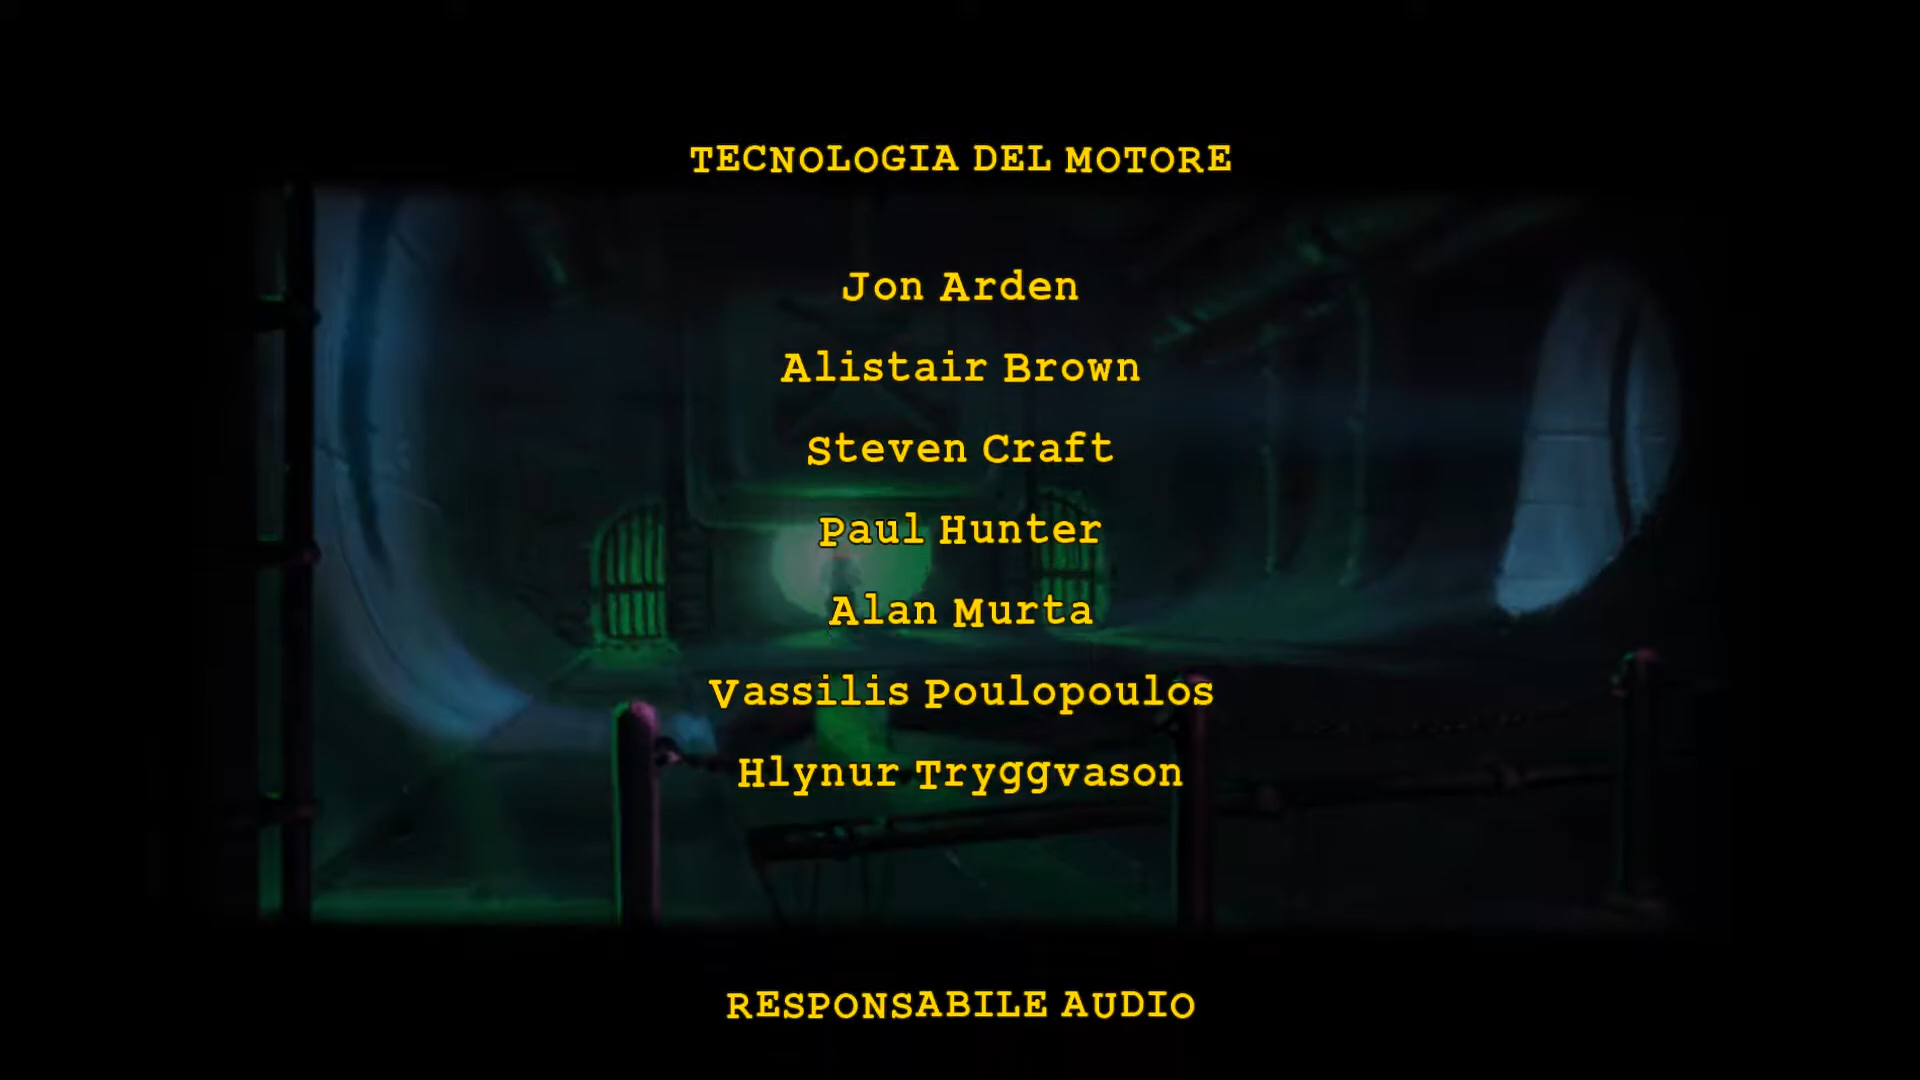 TECNOLOGIA DEL MOTORE
Jon Arden
Alistair Brown
Steven Craft
Paul Hunter
Alan Murta
Vassilis Poulopoulos
Hlynur Tryggvason
RESPONSABILE AUDIO